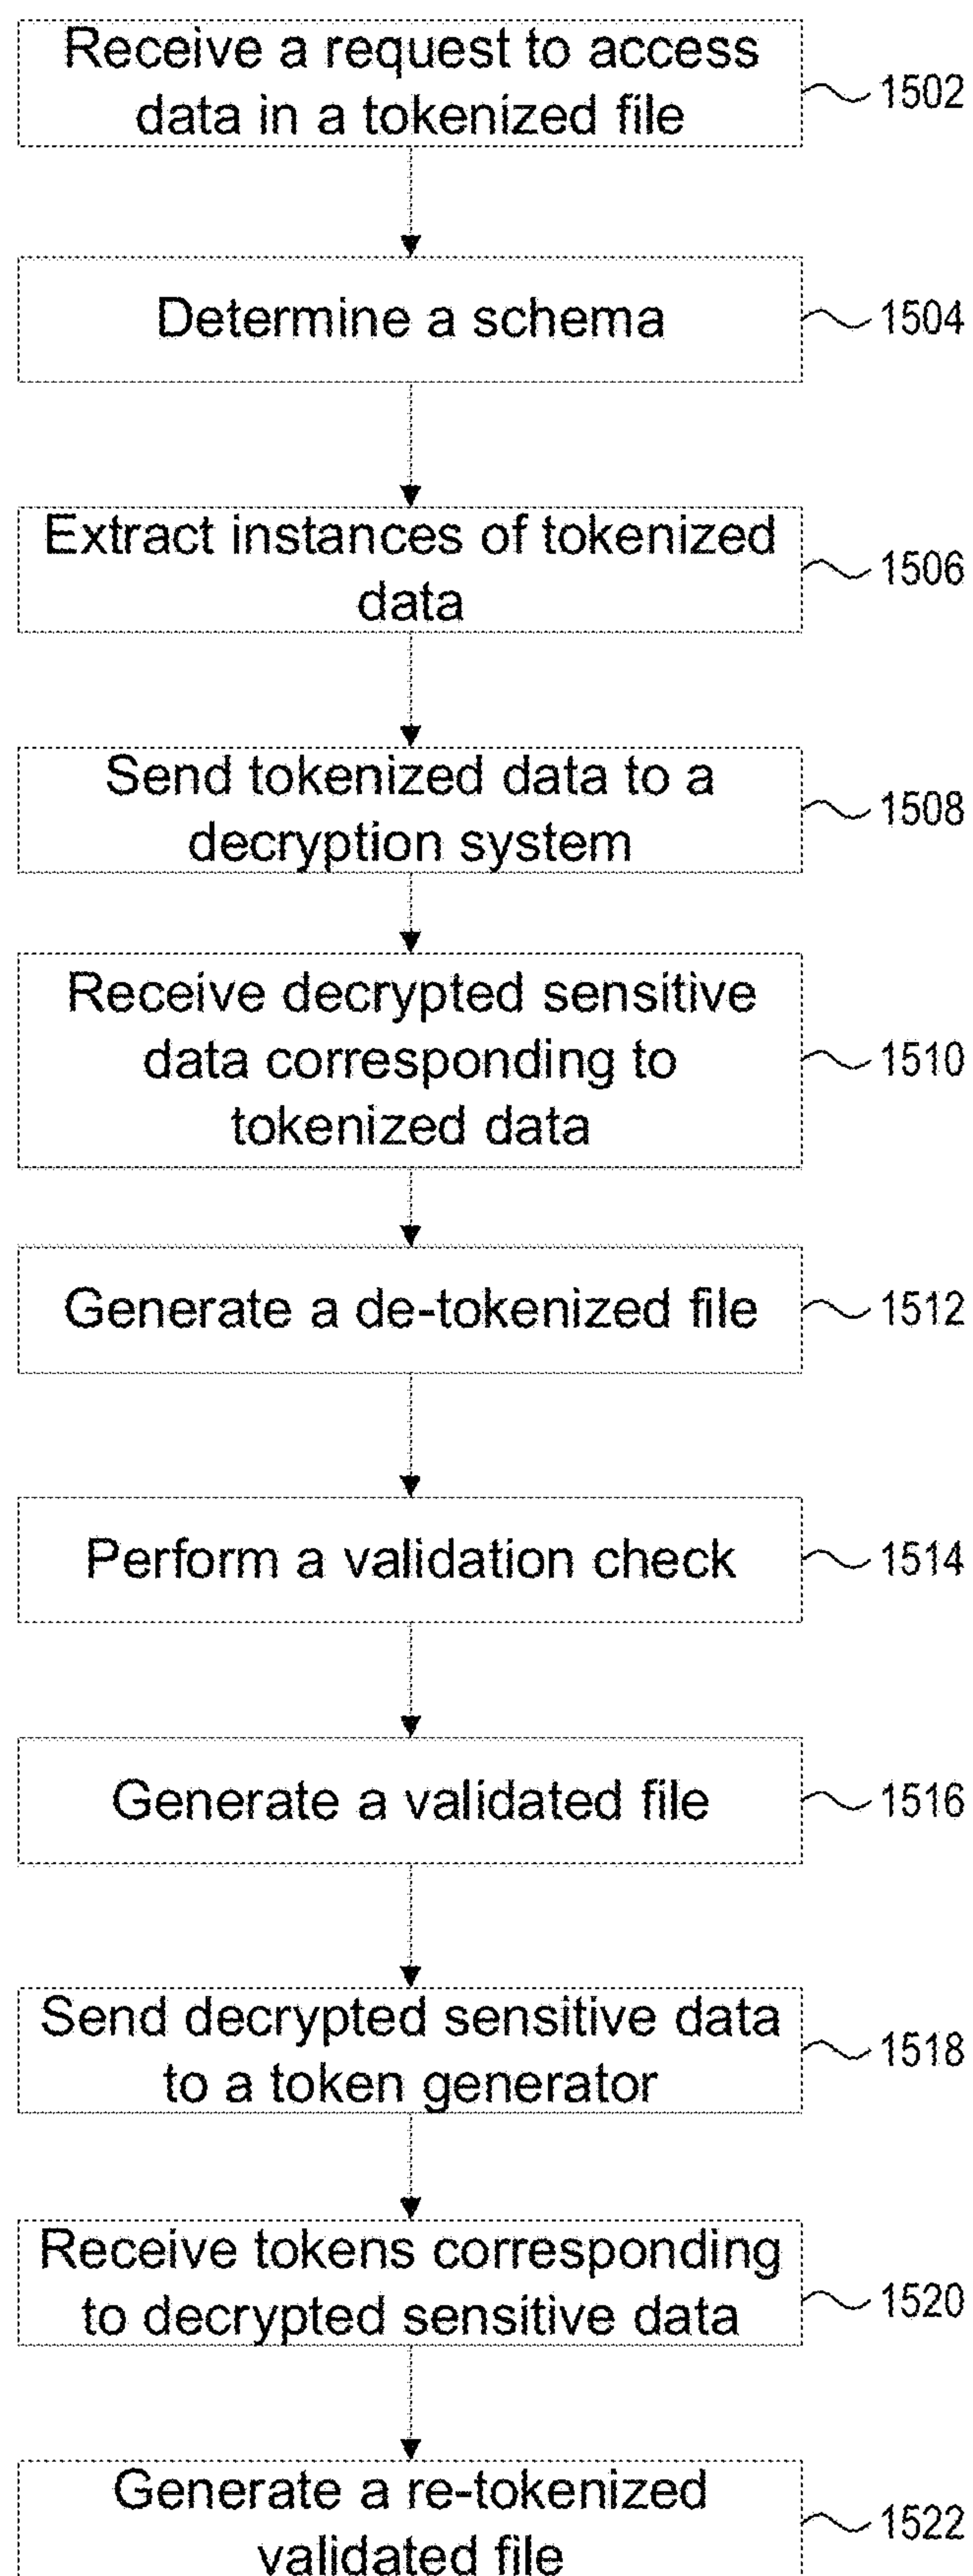 Receive a request to access
data in a tokenized file
1502
Determine a schema
1504
Extract instances of tokenized
data
1506
Send tokenized data to a
decryption system
1508
Receive decrypted sensitive
data corresponding to
tokenized data
1510
Generate a de-tokenized file
1512
Perform a validation check
1514
Generate a validated file
1516
Send decrypted sensitive data
to a token generator
1518
Receive tokens corresponding
to decrypted sensitive data
1520
Generate a re-tokenized
validated file
1522